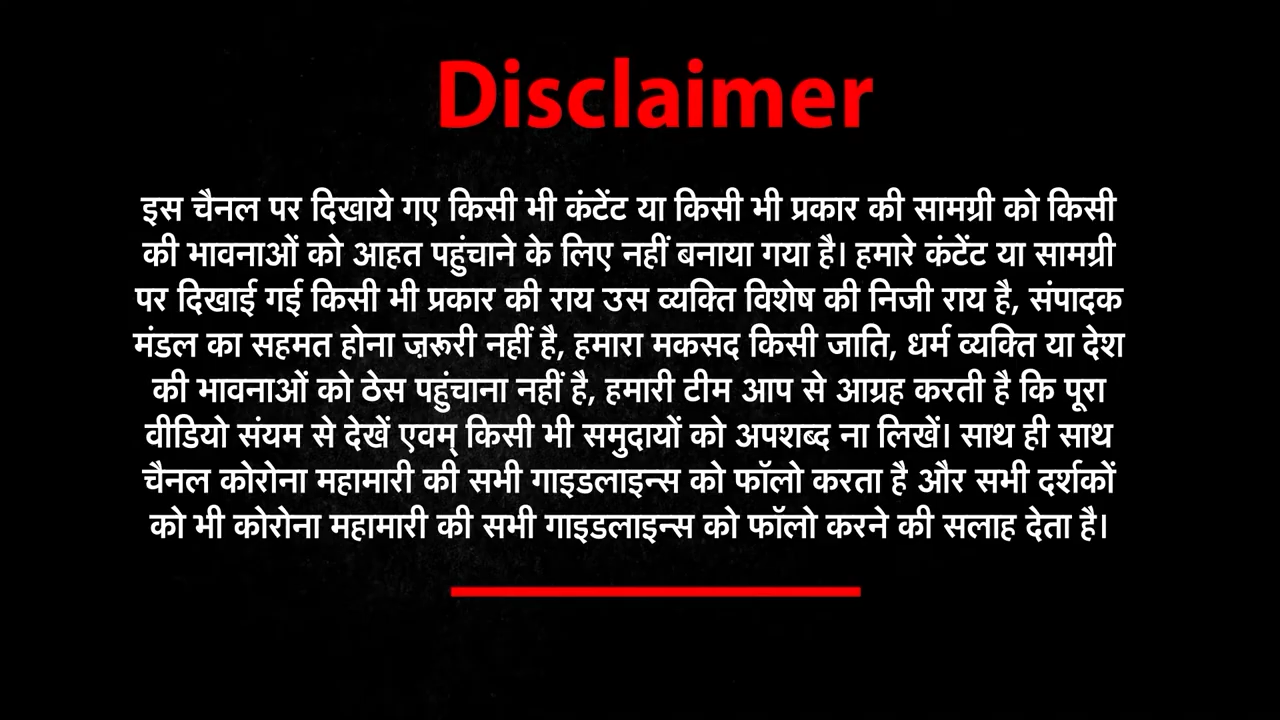 Disclaimer
इस चैनल पर दिखाये गए किसी भी कंटेंट या किसी भी प्रकार की सामग्री को किसी
की भावनाओं को आहत पहुंचाने के लिए नहीं बनाया गया है। हमारे कंटेंट या सामग्री
पर दिखाई गई किसी भी प्रकार की राय उस व्यक्ति विशेष की निजी राय है, संपादक
मंडल का सहमत होना ज़रूरी नहीं है, हमारा मकसद किसी जाति, धर्म व्यक्ति या देश
की भावनाओं को ठेस पहुंचाना नहीं है, हमारी टीम आप से आग्रह करती है कि पूरा
वीडियो संयम से देखें एवम् किसी भी समुदायों को अपशब्द ना लिखें। साथ ही साथ
चैनल कोरोना महामारी की सभी गाइडलाइन्स को फॉलो करता है और सभी दर्शकों
को भी कोरोना महामारी की सभी गाइडलाइन्स को फॉलो करने की सलाह देता है।